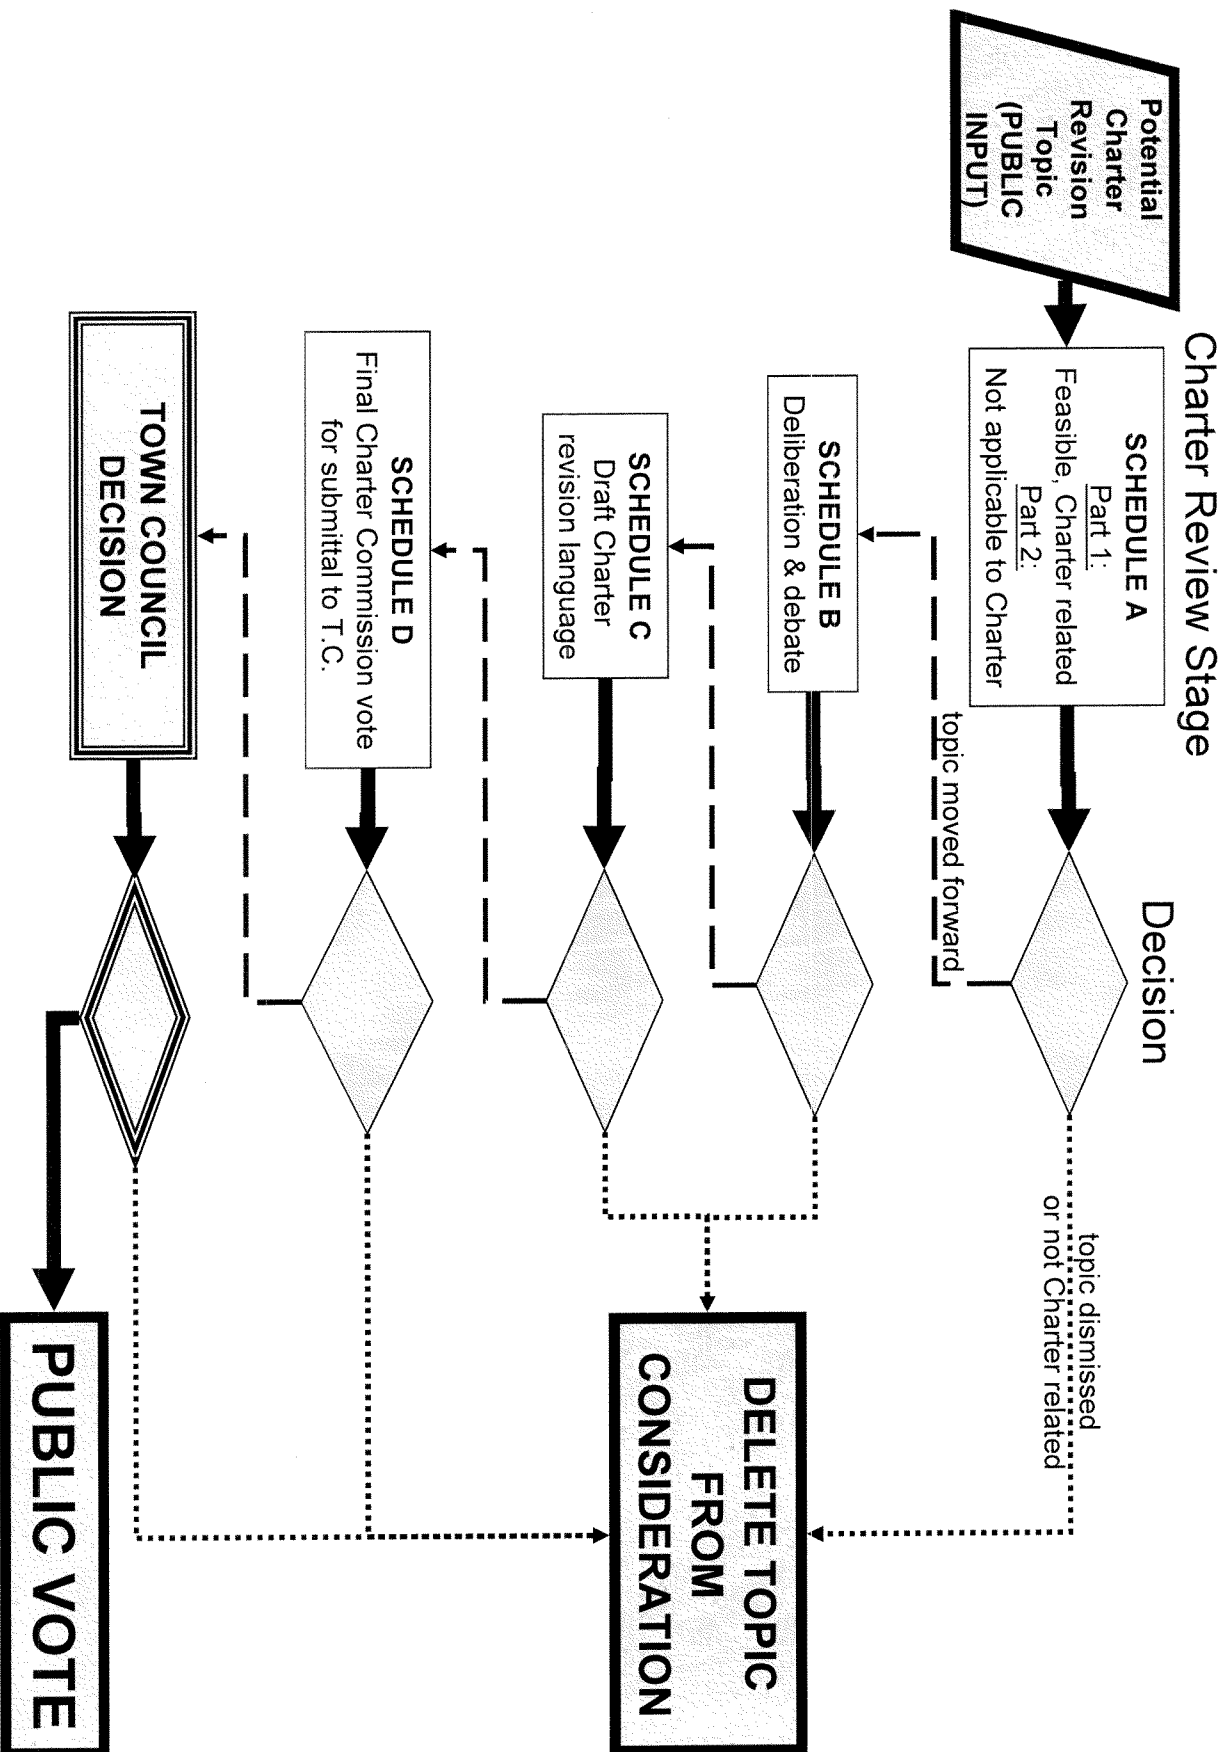 Charter Review Stage
Decision
Potential
Charter
Revision
Topic
(PUBLIC
INPUT)
SCHEDULE A
Part 1:
Feasible, Charter related
Part 2:
Not applicable to Charter
topic dismissed
or not Charter related
topic moved forward
SCHEDULE B
Deliberation & debate
DELETE TOPIC
FROM
CONSIDERATION
SCHEDULE C
Draft Charter
revision language
SCHEDULE D
Final Charter Commission vote
for submittal to T.C.
TOWN COUNCIL
DECISION
PUBLIC VOTE